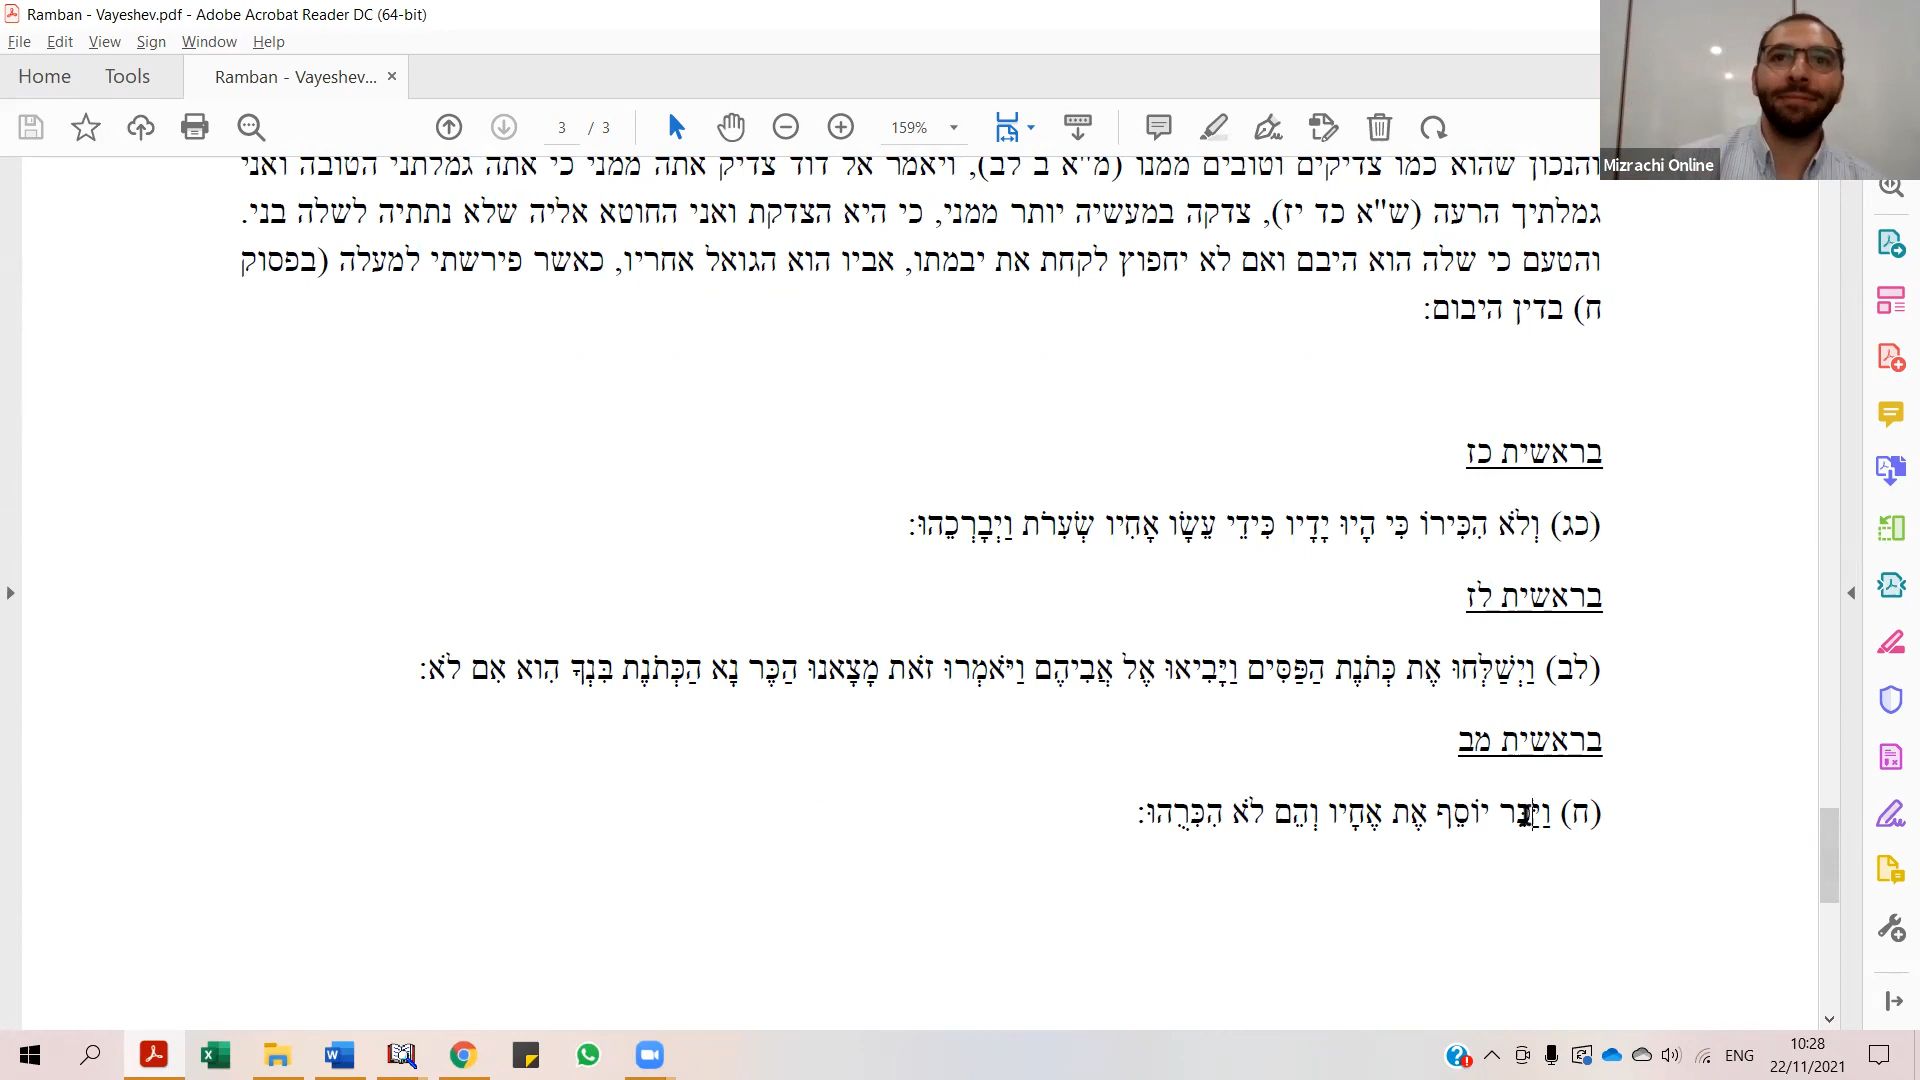 Ramban - Vayeshev.pdf - Adobe Acrobat Reader DC (64-bit)
File Edit View Sign Window Help
Home Tools Ramban - Vayeshev... ×
3 / 3 159%
Mizrachi Online
והנכון שהוא כמו צדיקים וטובים ממנו (מ"א ב לב), ויאמר אל דוד צדיק אתה ממני כי אתה גמלתני הטובה ואני
גמלתיך הרעה (ש"א כד יז), צדקה במעשיה יותר ממני, כי היא הצדקת ואני החוטא אליה שלא נתתיה לשלה בני.
והטעם כי שלה הוא היבם ואם לא יחפוץ לקחת את יבמתו, אביו הוא הגואל אחריו, כאשר פירשתי למעלה (בפסוק
ח) בדין היבום:
בראשית כז
(כג) וְלֹא הִכִּירוֹ כִּי הָיוּ יָדָיו כִּידֵי עֵשָׂו אָחִיו שְׂעִרֹת וַיְבָרְכֵהוּ:
בראשית לז
(לב) וַיְשַׁלְּחוּ אֶת כְּתֹנֶת הַפַּסִּים וַיָּבִיאוּ אֶל אֲבִיהֶם וַיֹּאמְרוּ זֹאת מָצָאנוּ הַכֶּר נָא הַכְּתֹנֶת בִּנְךָ הִוא אִם לֹא:
בראשית מב
(ח) וַיַּכֵּר יוֹסֵף אֶת אֶחָיו וְהֵם לֹא הִכִּרֻהוּ:
ENG
10:28
22/11/2021